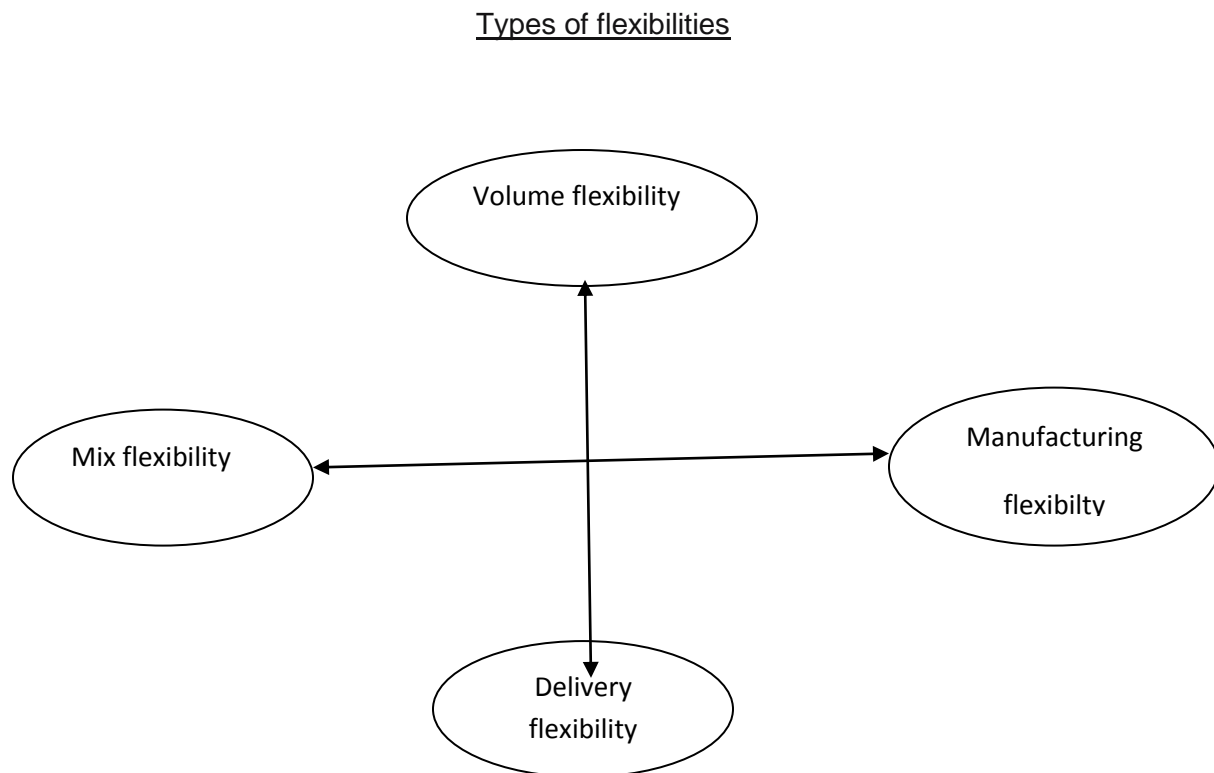 Types of flexibilities
Volume flexibility
Mix flexibility
Manufacturing
flexibilty
Delivery
flexibility